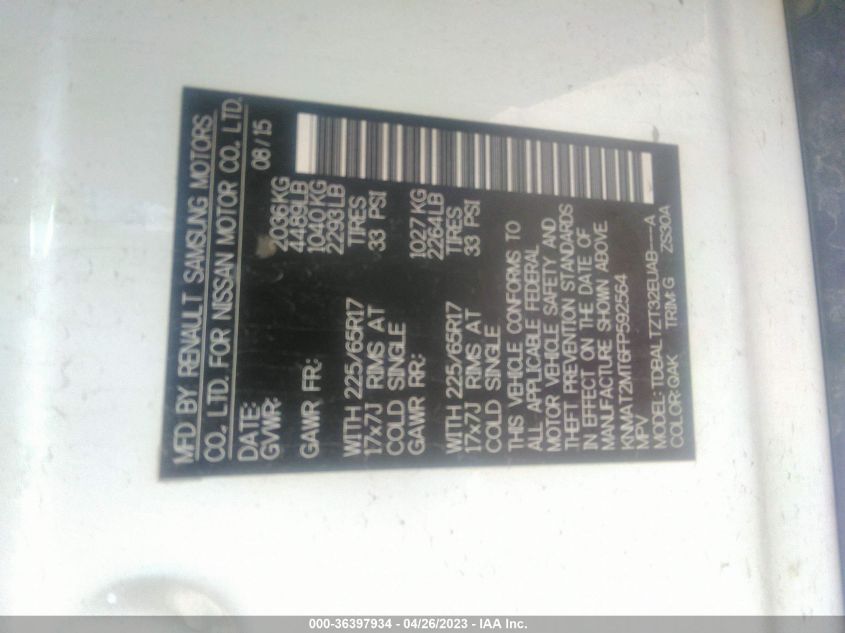 MFD BY RENAULT SAMSUNG MOTORS
CO. LTD. FOR NISSAN MOTOR CO. LTD.
DATE: 08/15
GVWR: 2036KG
4489LB
GAWR FR: 1040KG
2293LB
WITH 225/65R17 TIRES
17x7J RIMS AT 33 PSI
COLD SINGLE
GAWR RR: 1027 KG
2264LB
WITH 225/65R17 TIRES
17x7J RIMS AT 33 PSI
COLD SINGLE
THIS VEHICLE CONFORMS TO
ALL APPLICABLE FEDERAL
MOTOR VEHICLE SAFETY AND
THEFT PREVENTION STANDARDS
IN EFFECT ON THE DATE OF
MANUFACTURE SHOWN ABOVE
KNMAT2MT6FP592564
MPV
MODEL: TDBALTZT32EUAB-----A
COLOR:QAK TRIM:G ZS33A
000-36397934 - 04/26/2023 - IAA Inc.